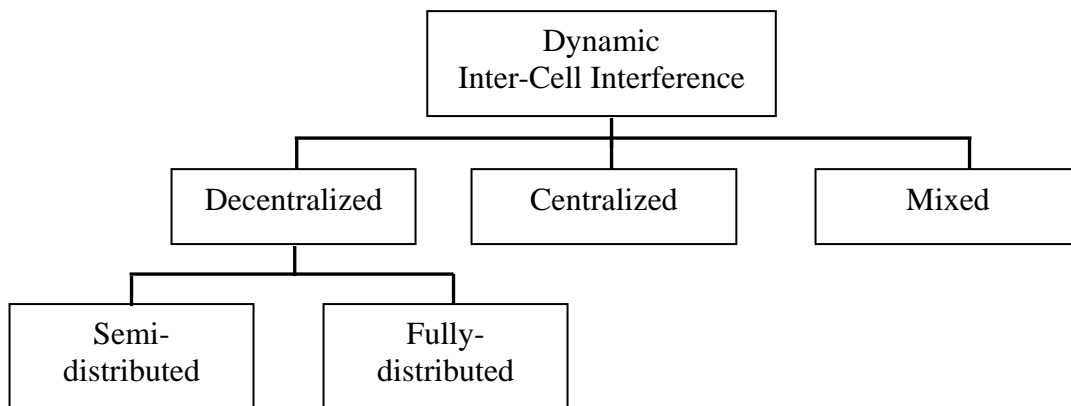 Dynamic
Inter-Cell Interference
Decentralized
Centralized
Mixed
Semi-
distributed
Fully-
distributed